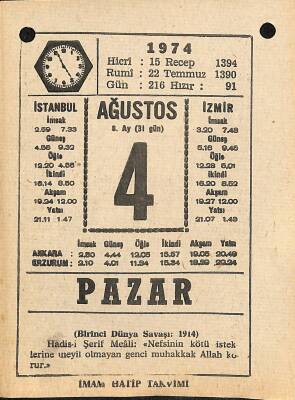 1974
Hicrî : 15 Recep 1394
Rumî : 22 Temmuz 1390
Gün : 216 Hızır : 91
İSTANBUL AĞUSTOS İZMİR
8. Ay (31 gün)
İmsak İmsak
2.59 7.33 3.20 7.48
Güneş Güneş
4.56 9.32 5.16 9.45
Öğle Öğle
12.20 4.56 12.28 5.01
İkindi İkindi
16.14 8.50 16.20 8.52
Akşam Akşam
19.24 12.00 19.27 12.00
Yatsı Yatsı
21.11 1.47 21.07 1.43
4
İmsak Güneş Öğle İkindi Akşam Yatsı
ANKARA : 2.50 4.44 12.05 15.57 19.05 20.49
ERZURUM : 2.10 4.01 11.34 15.34 18.39 20.24
PAZAR
(Birinci Dünya Savaşı: 1914)
Hadis-i Şerif Meâli: «Nefsinin kötü istek
lerine uneyil olmayan genci muhakkak Allah ko-
rur.»
İMAM HATİP TAKVİMİ